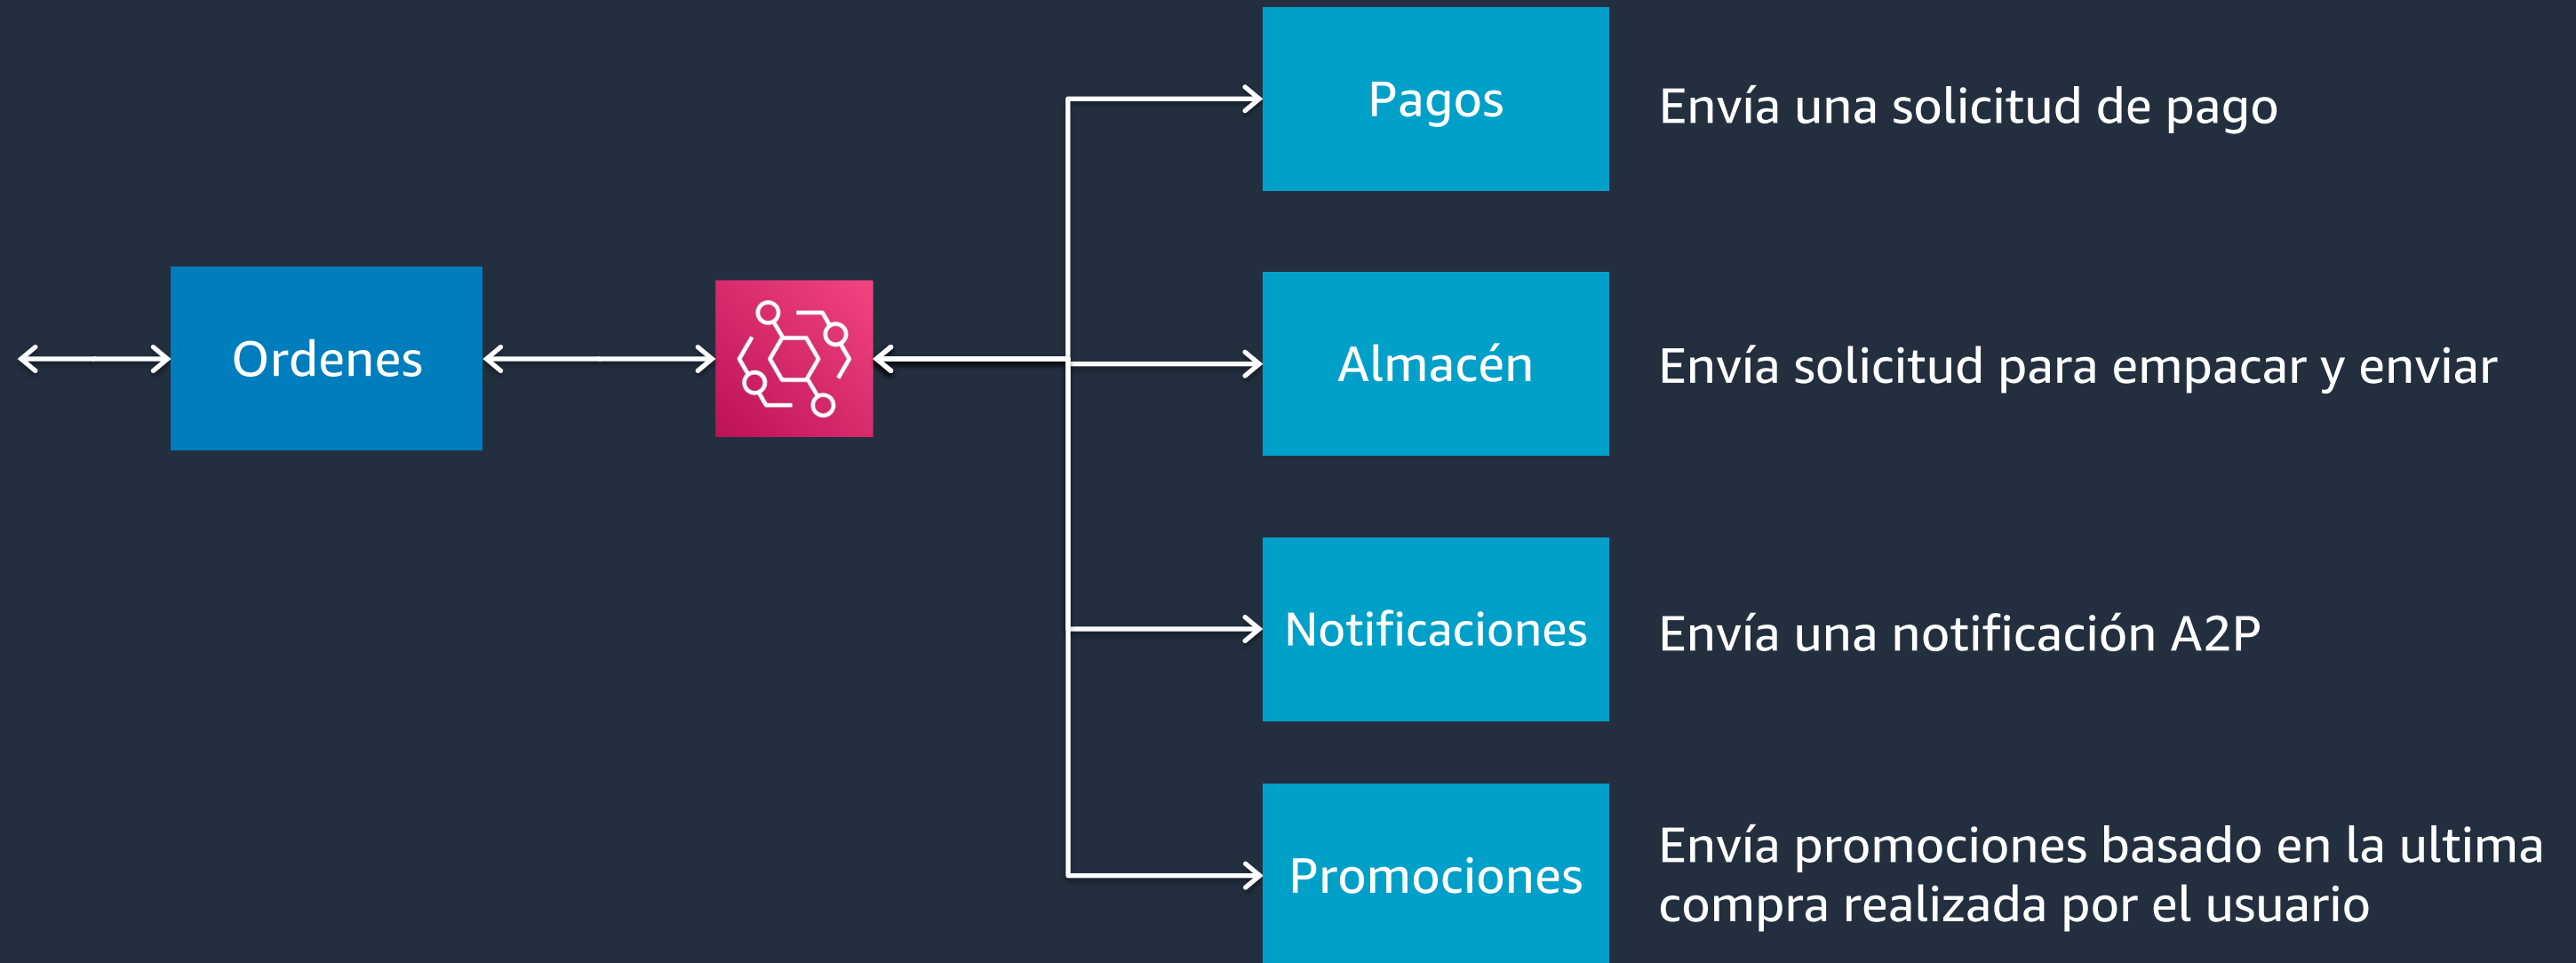 Pagos
Envía una solicitud de pago
Ordenes
Almacén
Envía solicitud para empacar y enviar
Notificaciones
Envía una notificación A2P
Promociones
Envía promociones basado en la ultima
compra realizada por el usuario